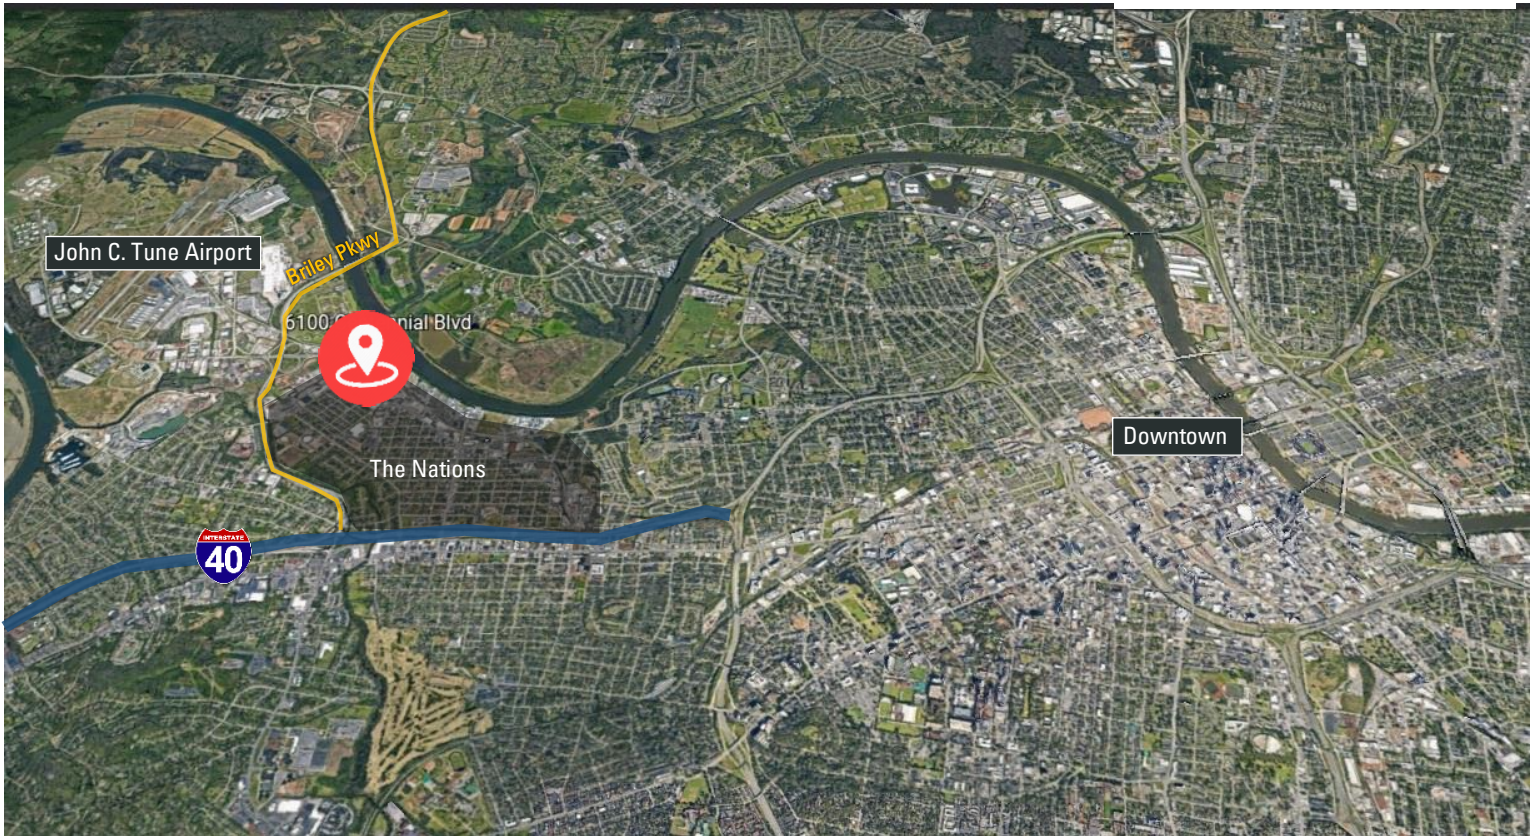 John C. Tune Airport
Briley Pkwy
6100 nial Blvd
The Nations
Downtown
INTERSTATE
40